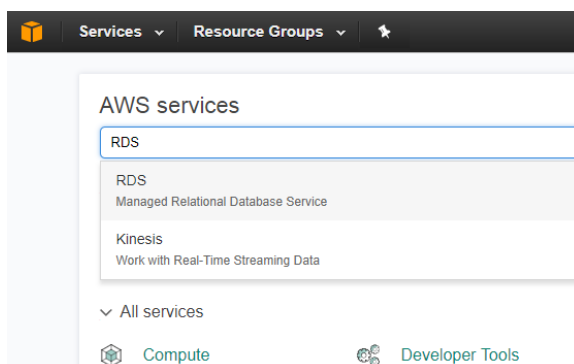 Services Resource Groups
AWS services
RDS
RDS
Managed Relational Database Service
Kinesis
Work with Real-Time Streaming Data
All services
Compute Developer Tools